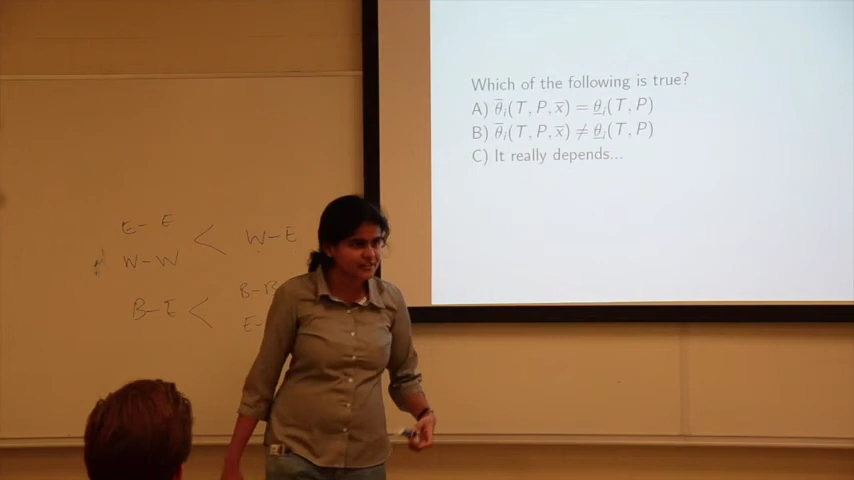 Which of the following is true?
A) θ̅ᵢ(T, P, x̅) = θ̲ᵢ(T, P)
B) θ̅ᵢ(T, P, x̅) ≠ θ̲ᵢ(T, P)
C) It really depends...
E- E < W-E
W-W
B-E < B-B